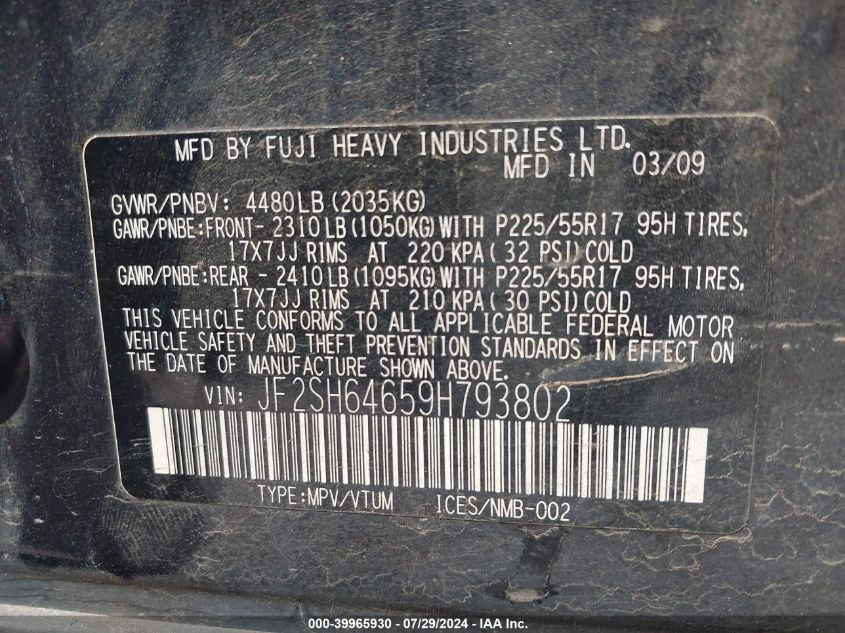 MFD BY FUJI HEAVY INDUSTRIES LTD.
MFD IN 03/09
GVWR/PNBV: 4480LB (2035KG)
GAWR/PNBE:FRONT- 2310LB (1050KG) WITH P225/55R17 95H TIRES,
17X7JJ RIMS AT 220 KPA ( 32 PSI) COLD
GAWR/PNBE:REAR - 2410LB (1095KG) WITH P225/55R17 95H TIRES,
17X7JJ RIMS AT 210 KPA ( 30 PSI) COLD
THIS VEHICLE CONFORMS TO ALL APPLICABLE FEDERAL MOTOR
VEHICLE SAFETY AND THEFT PREVENTION STANDARDS IN EFFECT ON
THE DATE OF MANUFACTURE SHOWN ABOVE.
VIN: JF2SH64659H793802
TYPE:MPV/VTUM ICES/NMB-002
000-39965930 - 07/29/2024 - IAA Inc.